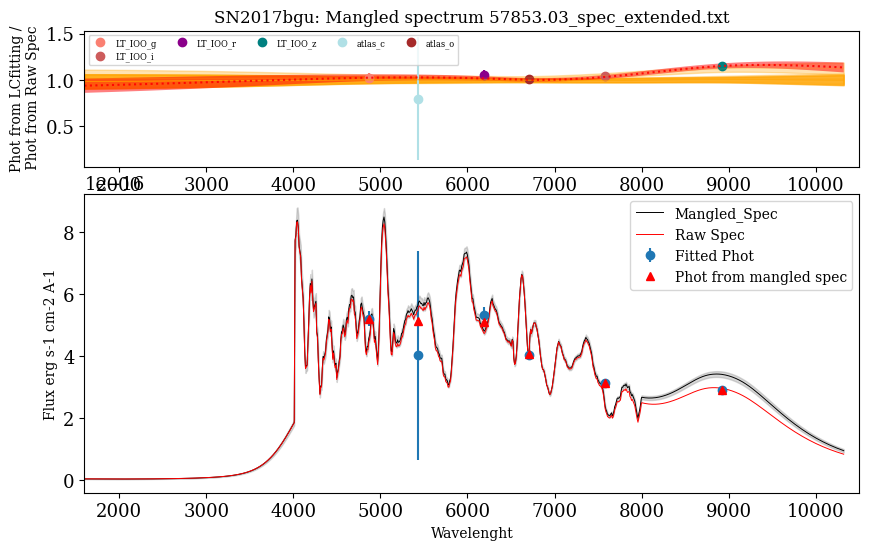 SN2017bgu: Mangled spectrum 57853.03_spec_extended.txt
Phot from LCfitting /
Phot from Raw Spec
1.5
1.0
0.5
LT_IOO_g
LT_IOO_i
LT_IOO_r
LT_IOO_z
atlas_c
atlas_o
2000 3000 4000 5000 6000 7000 8000 9000 10000
1e−16
Flux erg s-1 cm-2 A-1
8
6
4
2
0
Mangled_Spec
Raw Spec
Fitted Phot
Phot from mangled spec
2000 3000 4000 5000 6000 7000 8000 9000 10000
Wavelenght